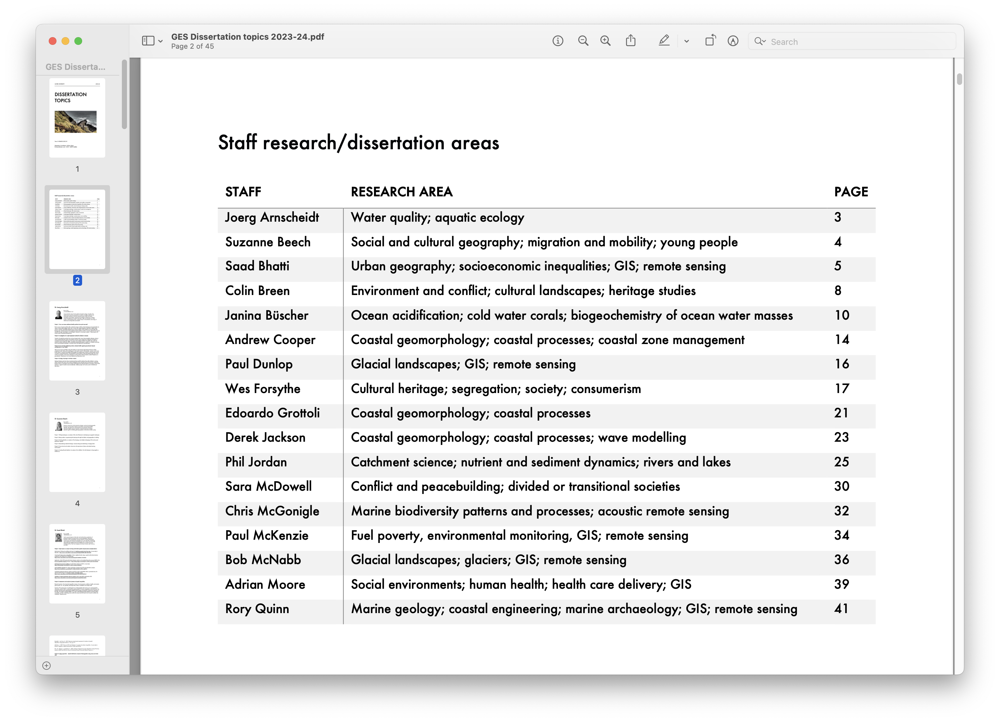 GES Dissertation topics 2023-24.pdf
Page 2 of 45
Search
GES Disserta...
DISSERTATION
TOPICS
1
2
3
4
5
Staff research/dissertation areas
STAFF RESEARCH AREA PAGE
Joerg Arnscheidt Water quality; aquatic ecology 3
Suzanne Beech Social and cultural geography; migration and mobility; young people 4
Saad Bhatti Urban geography; socioeconomic inequalities; GIS; remote sensing 5
Colin Breen Environment and conflict; cultural landscapes; heritage studies 8
Janina Büscher Ocean acidification; cold water corals; biogeochemistry of ocean water masses 10
Andrew Cooper Coastal geomorphology; coastal processes; coastal zone management 14
Paul Dunlop Glacial landscapes; GIS; remote sensing 16
Wes Forsythe Cultural heritage; segregation; society; consumerism 17
Edoardo Grottoli Coastal geomorphology; coastal processes 21
Derek Jackson Coastal geomorphology; coastal processes; wave modelling 23
Phil Jordan Catchment science; nutrient and sediment dynamics; rivers and lakes 25
Sara McDowell Conflict and peacebuilding; divided or transitional societies 30
Chris McGonigle Marine biodiversity patterns and processes; acoustic remote sensing 32
Paul McKenzie Fuel poverty, environmental monitoring, GIS; remote sensing 34
Bob McNabb Glacial landscapes; glaciers; GIS; remote sensing 36
Adrian Moore Social environments; human health; health care delivery; GIS 39
Rory Quinn Marine geology; coastal engineering; marine archaeology; GIS; remote sensing 41